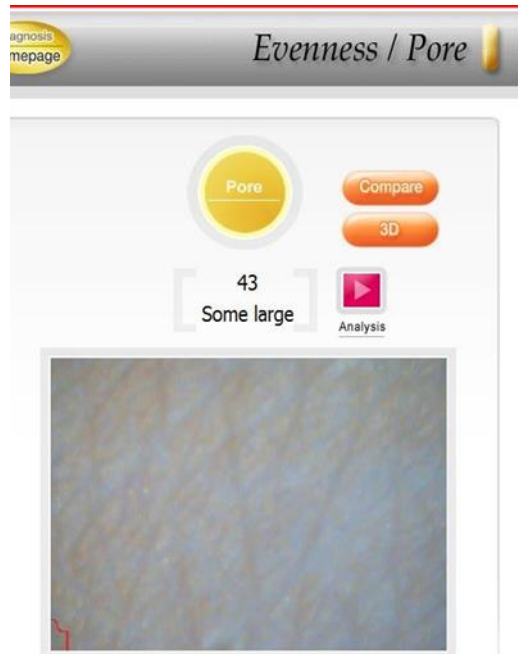 agnosis
mepage
Evenness / Pore
Pore
Compare
3D
43
Some large
Analysis